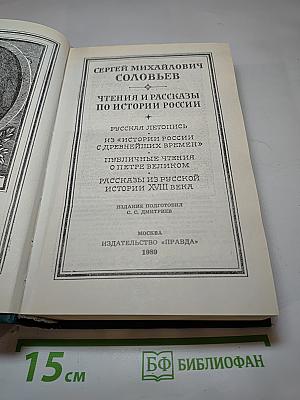 СЕРГЕЙ МИХАЙЛОВИЧ
СОЛОВЬЕВ
ЧТЕНИЯ И РАССКАЗЫ
ПО ИСТОРИИ РОССИИ
РУССКАЯ ЛЕТОПИСЬ
ИЗ «ИСТОРИИ РОССИИ
С ДРЕВНЕЙШИХ ВРЕМЕН»
ПУБЛИЧНЫЕ ЧТЕНИЯ
О ПЕТРЕ ВЕЛИКОМ
РАССКАЗЫ ИЗ РУССКОЙ
ИСТОРИИ XVIII ВЕКА
ИЗДАНИЕ ПОДГОТОВИЛ
С. С. ДМИТРИЕВ
МОСКВА
ИЗДАТЕЛЬСТВО «ПРАВДА»
1989
15 см
БФ БИБЛИОФАН